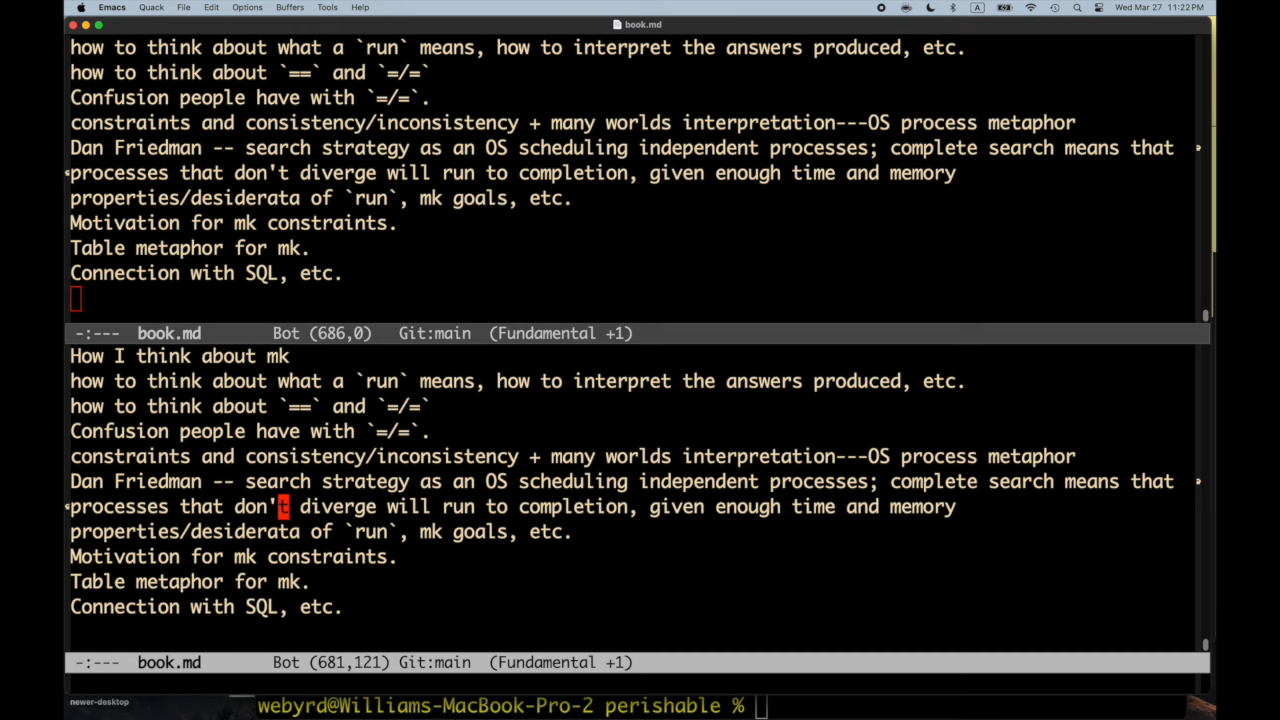 Emacs Quack File Edit Options Buffers Tools Help A Wed Mar 27 11:22 PM
book.md
how to think about what a `run` means, how to interpret the answers produced, etc.
how to think about `==` and `=/=`
Confusion people have with `=/=`.
constraints and consistency/inconsistency + many worlds interpretation---OS process metaphor
Dan Friedman -- search strategy as an OS scheduling independent processes; complete search means that
processes that don't diverge will run to completion, given enough time and memory
properties/desiderata of `run`, mk goals, etc.
Motivation for mk constraints.
Table metaphor for mk.
Connection with SQL, etc.
-:--- book.md Bot (686,0) Git:main (Fundamental +1)
How I think about mk
how to think about what a `run` means, how to interpret the answers produced, etc.
how to think about `==` and `=/=`
Confusion people have with `=/=`.
constraints and consistency/inconsistency + many worlds interpretation---OS process metaphor
Dan Friedman -- search strategy as an OS scheduling independent processes; complete search means that
processes that don't diverge will run to completion, given enough time and memory
properties/desiderata of `run`, mk goals, etc.
Motivation for mk constraints.
Table metaphor for mk.
Connection with SQL, etc.
-:--- book.md Bot (681,121) Git:main (Fundamental +1)
newer-desktop
webyrd@Williams-MacBook-Pro-2 perishable %